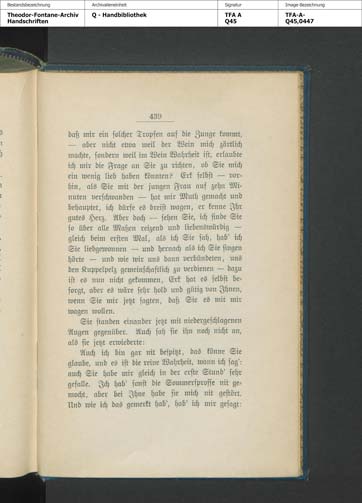 Bestandsbezeichnung
Archivalieneinheit
Signatur
Image-Bezeichnung
Theodor-Fontane-Archiv
Handschriften
Q - Handbibliothek
TFA A
Q45
TFA-A-
Q45,0447
439
daß mir ein solcher Tropfen auf die Zunge kommt,
— aber nicht etwa weil der Wein mich zärtlich
machte, sondern weil im Wein Wahrheit ist, erlaubte
ich mir die Frage an Sie zu richten, ob Sie mich
ein wenig lieb haben könnten? Erk selbst — vor-
hin, als Sie mit der jungen Frau auf zehn Mi-
nuten verschwanden — hat mir Muth gemacht und
behauptet, ich dürfe es dreist wagen, er kenne Ihr
gutes Herz. Aber doch — sehen Sie, ich finde Sie
so über alle Maßen reizend und liebenswürdig —
gleich beim ersten Mal, als ich Sie sah, hab' ich
Sie liebgewonnen — und hernach als ich Sie singen
hörte — und wie wir uns dann verbündeten, uns
den Kuppelpelz gemeinschaftlich zu verdienen — dazu
ist es nun nicht gekommen, Erk hat es selbst be-
sorgt, aber es wäre sehr hold und gütig von Ihnen,
wenn Sie mir jetzt sagten, daß Sie es mit mir
wagen wollen.
Sie standen einander jetzt mit niedergeschlagenen
Augen gegenüber. Auch sah sie ihn noch nicht an,
als sie jetzt erwiederte:
Auch ich bin gar nit bespitzt, das könne Sie
glaube, und es ist die reine Wahrheit, wann ich sag':
auch Sie habe mir gleich in der erste Stund' sehr
gefalle. Ich hab' sonst die Sommersprosse nit ge-
mocht, aber bei Ihne habe sie mich nit gestört.
Und wie ich das gemerkt hab', hab' ich mir gesagt: